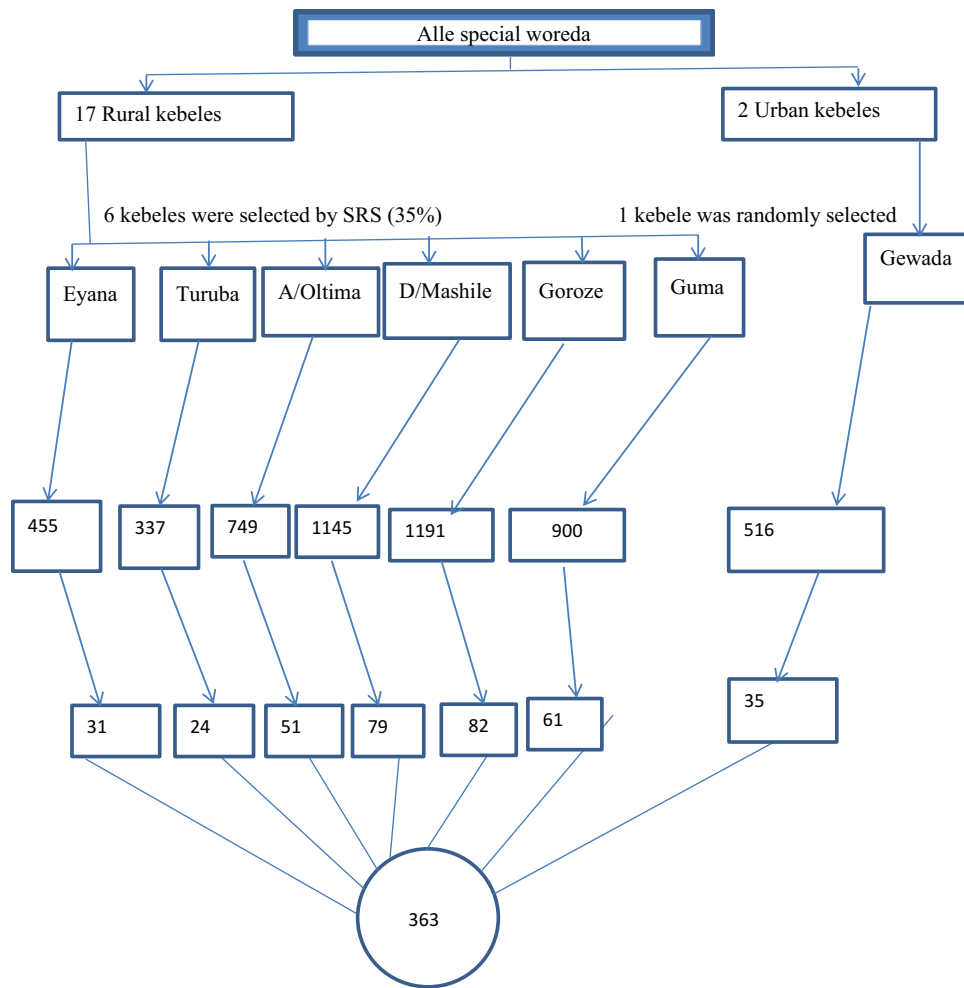 Alle special woreda
17 Rural kebeles
2 Urban kebeles
6 kebeles were selected by SRS (35%)
1 kebele was randomly selected
Eyana
Turuba
A/Oltima
D/Mashile
Goroze
Guma
Gewada
455
337
749
1145
1191
900
516
31
24
51
79
82
61
35
363